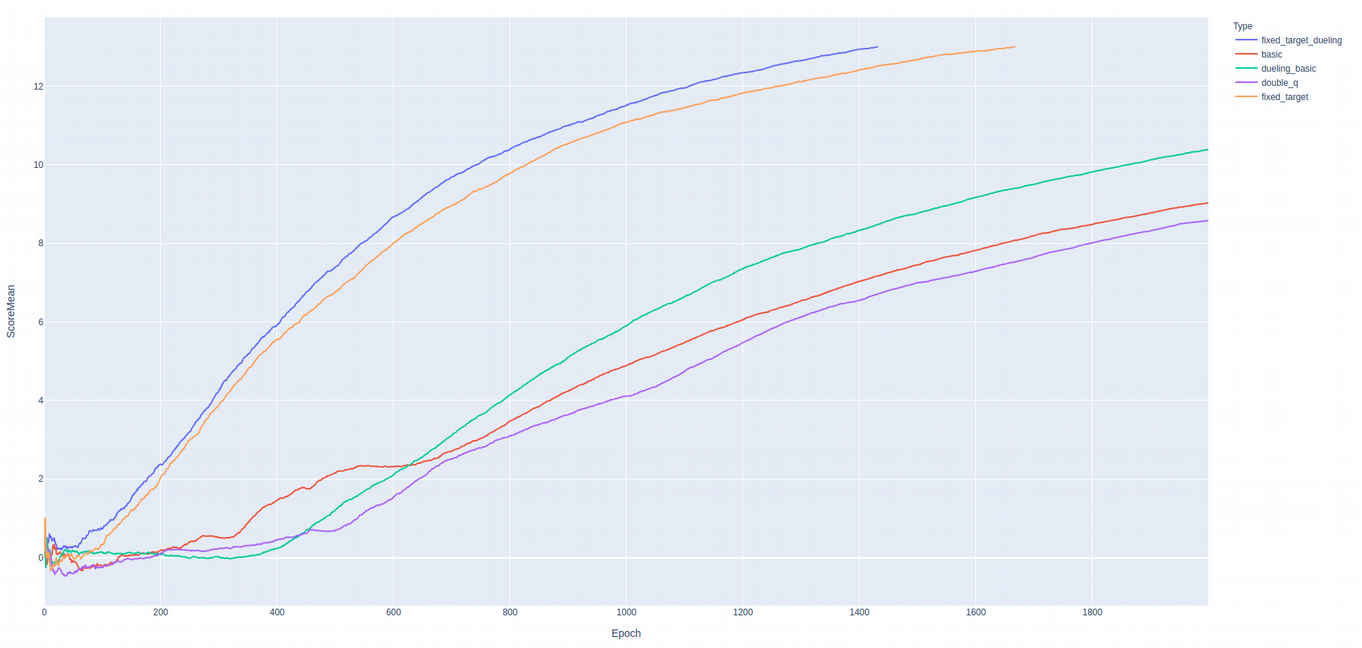 Type
fixed_target_dueling
basic
dueling_basic
double_q
fixed_target
ScoreMean
12
10
8
6
4
2
0
0 200 400 600 800 1000 1200 1400 1600 1800
Epoch